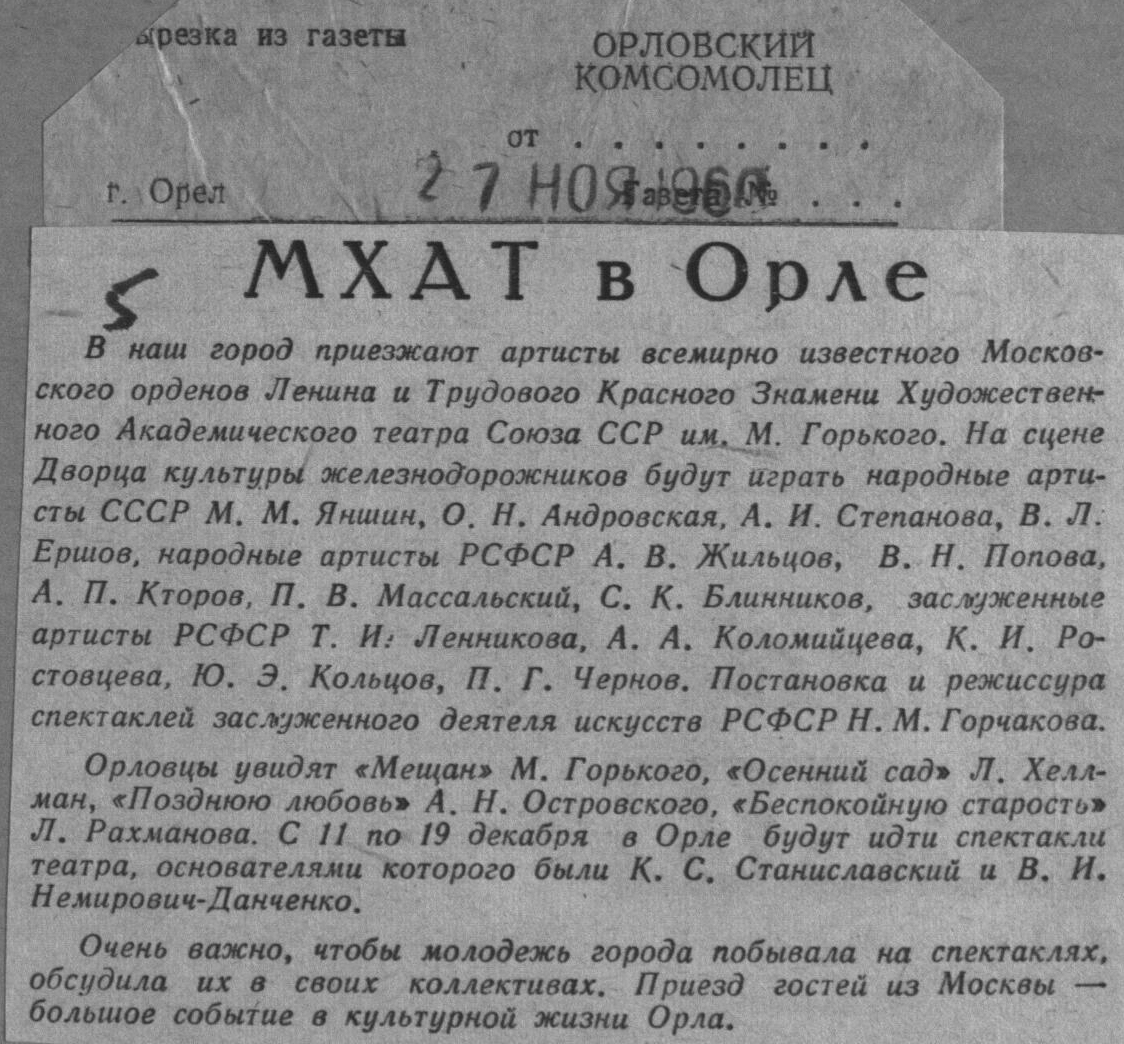 вырезка из газеты
ОРЛОВСКИЙ
КОМСОМОЛЕЦ
от . . . . . . . .
г. Орел
27 НОЯ 1960
Газета № . . .
5
МХАТ в Орле
В наш город приезжают артисты всемирно известного Москов-
ского орденов Ленина и Трудового Красного Знамени Художествен-
ного Академического театра Союза ССР им. М. Горького. На сцене
Дворца культуры железнодорожников будут играть народные арти-
сты СССР М. М. Яншин, О. Н. Андровская, А. И. Степанова, В. Л.
Ершов, народные артисты РСФСР А. В. Жильцов, В. Н. Попова,
А. П. Кторов, П. В. Массальский, С. К. Блинников, заслуженные
артисты РСФСР Т. И. Ленникова, А. А. Коломийцева, К. И. Ро-
стовцева, Ю. Э. Кольцов, П. Г. Чернов. Постановка и режиссура
спектаклей заслуженного деятеля искусств РСФСР Н. М. Горчакова.
Орловцы увидят «Мещан» М. Горького, «Осенний сад» Л. Хелл-
ман, «Позднюю любовь» А. Н. Островского, «Беспокойную старость»
Л. Рахманова. С 11 по 19 декабря в Орле будут идти спектакли
театра, основателями которого были К. С. Станиславский и В. И.
Немирович-Данченко.
Очень важно, чтобы молодежь города побывала на спектаклях,
обсудила их в своих коллективах. Приезд гостей из Москвы —
большое событие в культурной жизни Орла.